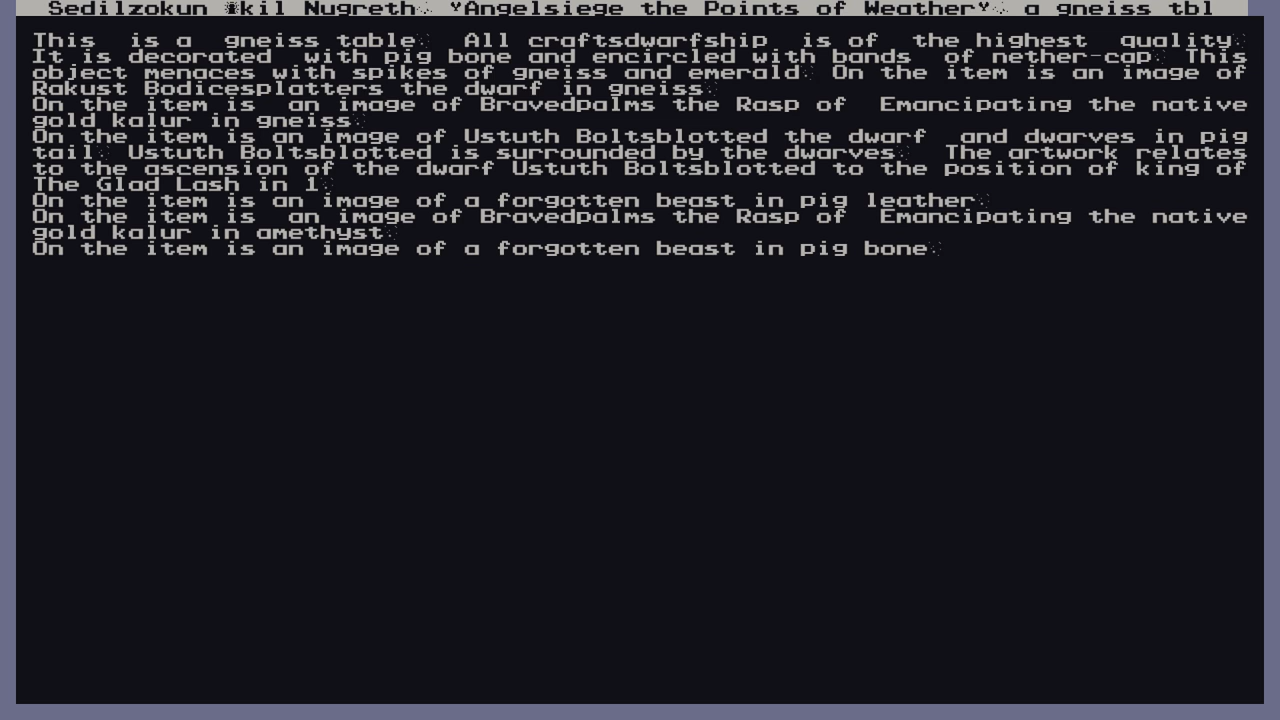 Sedilzokun kil Nugreth "Angelsiege the Points of Weather" a gneiss tbl
This is a gneiss table. All craftsdwarfship is of the highest quality.
It is decorated with pig bone and encircled with bands of nether-cap. This
object menaces with spikes of gneiss and emerald. On the item is an image of
Rakust Bodicesplatters the dwarf in gneiss.
On the item is an image of Bravedpalms the Rasp of Emancipating the native
gold kalur in gneiss.
On the item is an image of Ustuth Boltsblotted the dwarf and dwarves in pig
tail. Ustuth Boltsblotted is surrounded by the dwarves. The artwork relates
to the ascension of the dwarf Ustuth Boltsblotted to the position of king of
The Glad Lash in 1.
On the item is an image of a forgotten beast in pig leather.
On the item is an image of Bravedpalms the Rasp of Emancipating the native
gold kalur in amethyst.
On the item is an image of a forgotten beast in pig bone.